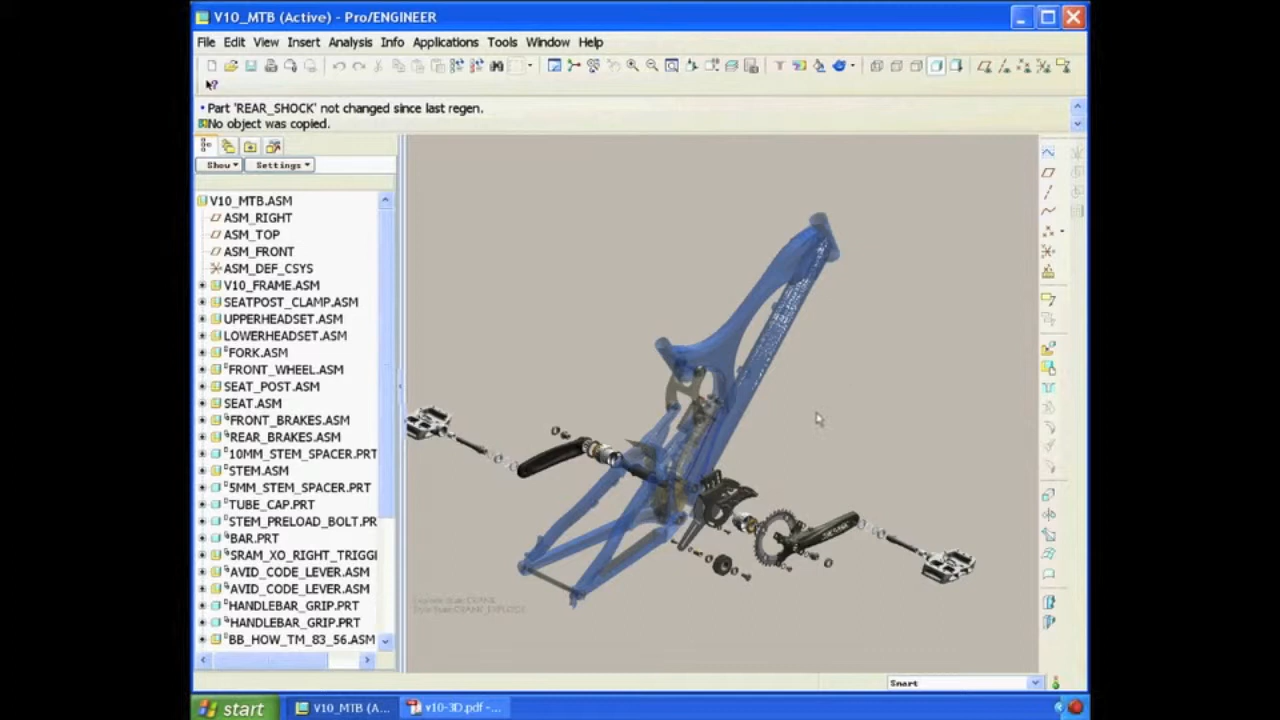 V10_MTB (Active) - Pro/ENGINEER
File Edit View Insert Analysis Info Applications Tools Window Help
• Part 'REAR_SHOCK' not changed since last regen.
No object was copied.
Show Settings
V10_MTB.ASM
ASM_RIGHT
ASM_TOP
ASM_FRONT
ASM_DEF_CSYS
V10_FRAME.ASM
SEATPOST_CLAMP.ASM
UPPERHEADSET.ASM
LOWERHEADSET.ASM
FORK.ASM
FRONT_WHEEL.ASM
SEAT_POST.ASM
SEAT.ASM
FRONT_BRAKES.ASM
REAR_BRAKES.ASM
10MM_STEM_SPACER.PRT
STEM.ASM
5MM_STEM_SPACER.PRT
TUBE_CAP.PRT
STEM_PRELOAD_BOLT.PR
BAR.PRT
SRAM_XO_RIGHT_TRIGGI
AVID_CODE_LEVER.ASM
AVID_CODE_LEVER.ASM
HANDLEBAR_GRIP.PRT
HANDLEBAR_GRIP.PRT
BB_HOW_TM_83_56.ASM
Smart
start V10_MTB (A... v10-3D.pdf -...